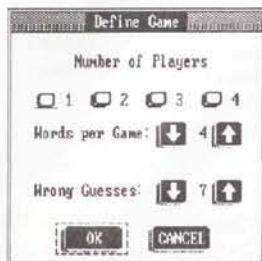 Define Game
Number of Players
1 2 3 4
Words per Game: 4
Wrong Guesses: 7
OK CANCEL